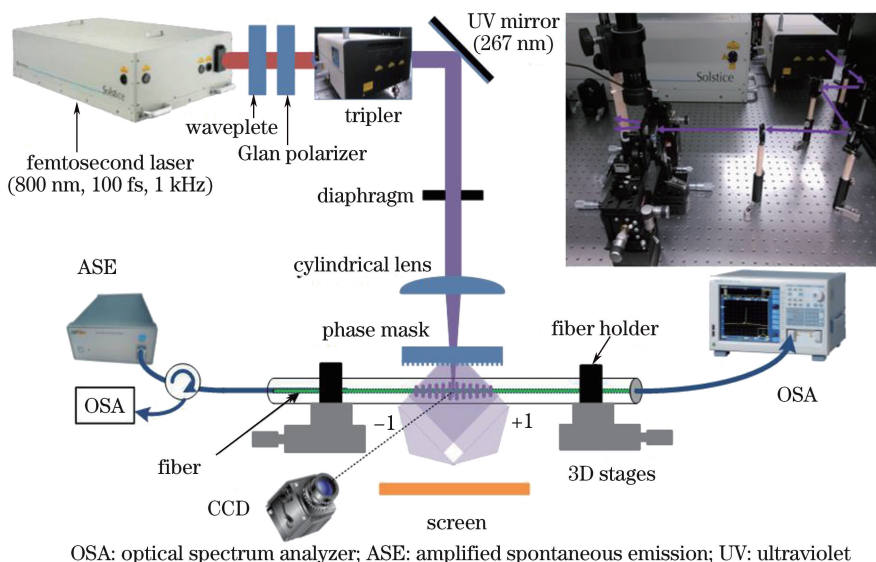 UV mirror
(267 nm)
Solstice
Solstice
waveplete
Glan polarizer
tripler
femtosecond laser
(800 nm, 100 fs, 1 kHz)
diaphragm
ASE
cylindrical lens
phase mask
fiber holder
OSA
OSA
−1
+1
fiber
3D stages
CCD
screen
OSA: optical spectrum analyzer; ASE: amplified spontaneous emission; UV: ultraviolet